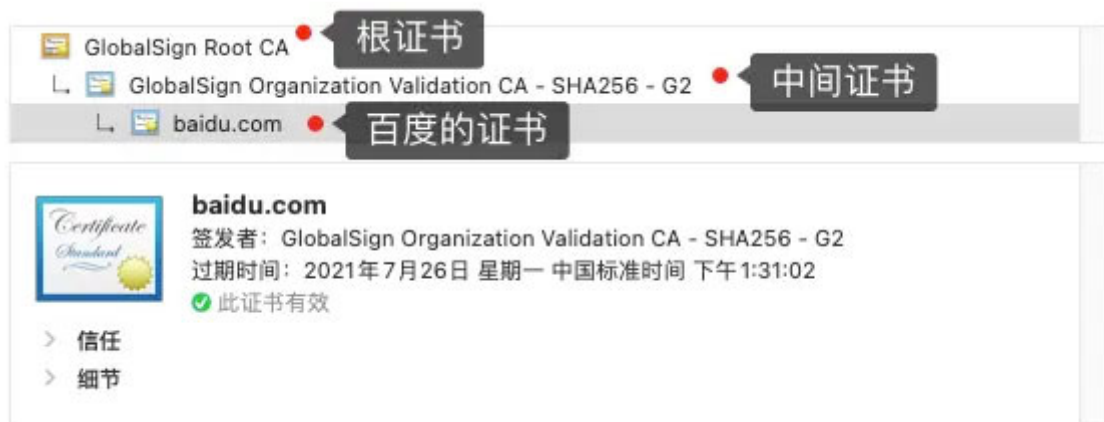 GlobalSign Root CA 根证书
GlobalSign Organization Validation CA - SHA256 - G2 中间证书
baidu.com 百度的证书
Certificate
Standard
baidu.com
签发者：GlobalSign Organization Validation CA - SHA256 - G2
过期时间：2021年7月26日 星期一 中国标准时间 下午1:31:02
此证书有效
信任
细节